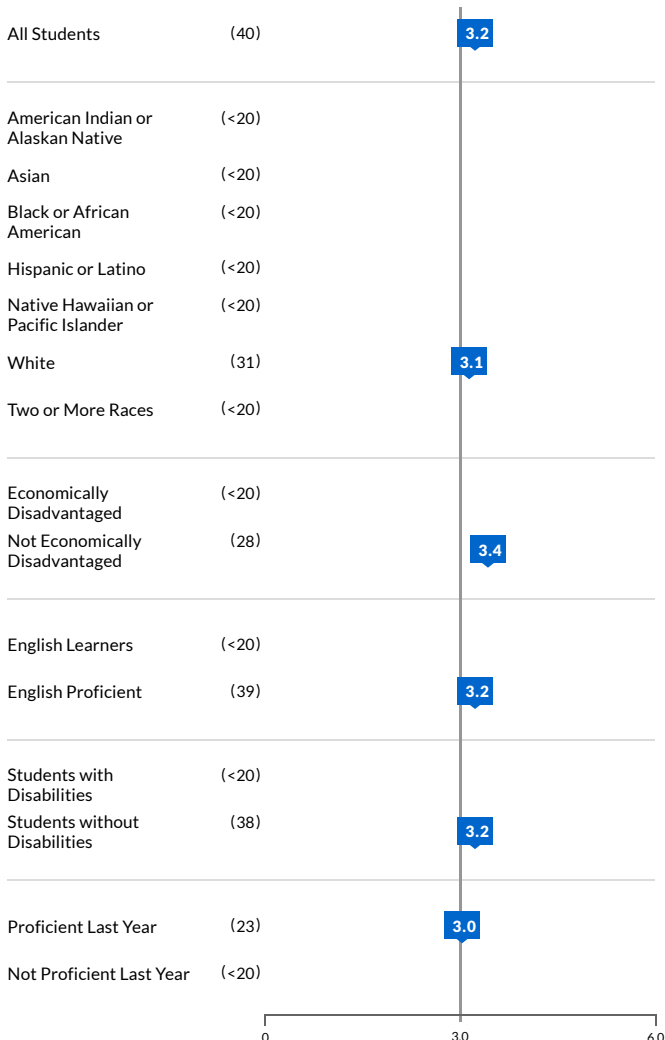 All Students (40) 3.2
American Indian or (<20)
Alaskan Native
Asian (<20)
Black or African (<20)
American
Hispanic or Latino (<20)
Native Hawaiian or (<20)
Pacific Islander
White (31) 3.1
Two or More Races (<20)
Economically (<20)
Disadvantaged
Not Economically (28) 3.4
Disadvantaged
English Learners (<20)
English Proficient (39) 3.2
Students with (<20)
Disabilities
Students without (38) 3.2
Disabilities
Proficient Last Year (23) 3.0
Not Proficient Last Year (<20)
0 3.0 6.0